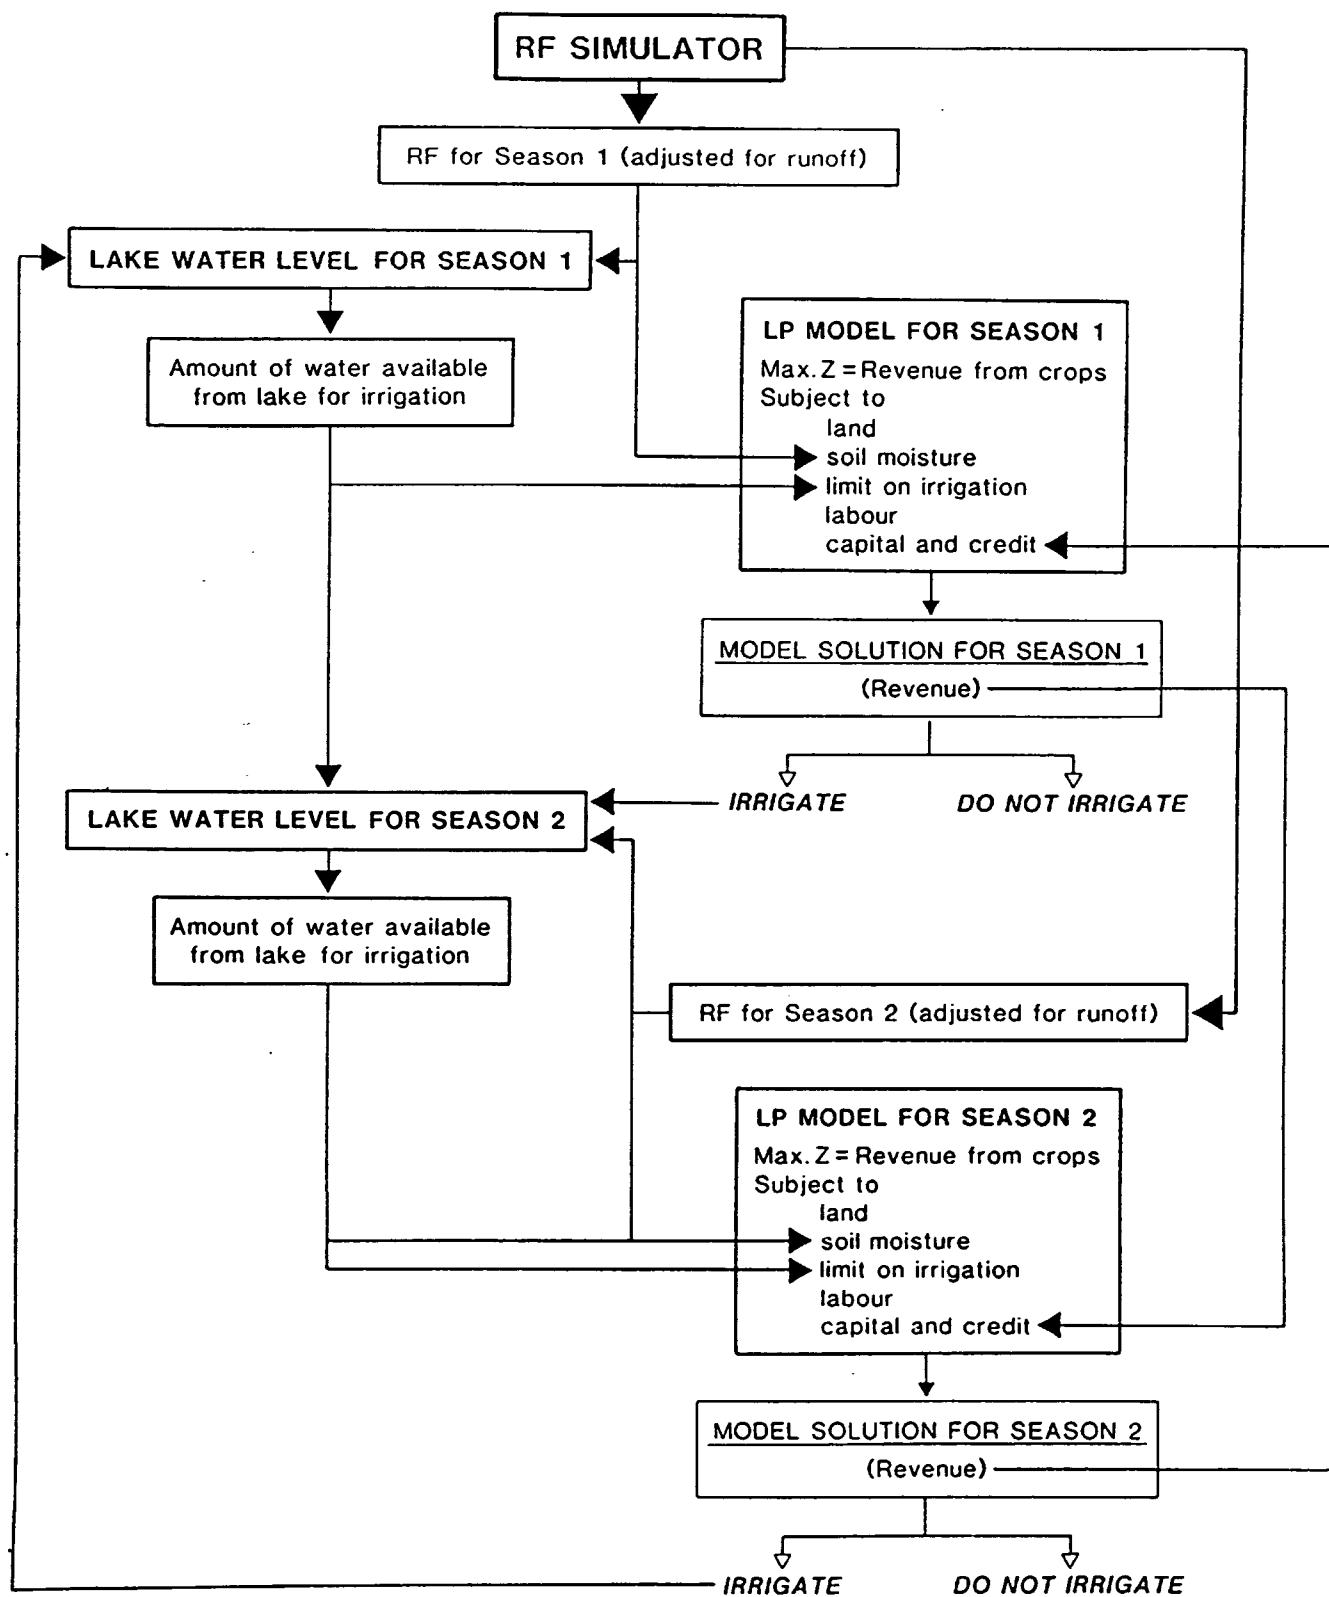 RF SIMULATOR
RF for Season 1 (adjusted for runoff)
LAKE WATER LEVEL FOR SEASON 1
Amount of water available
from lake for irrigation
LP MODEL FOR SEASON 1
Max. Z = Revenue from crops
Subject to
land
soil moisture
limit on irrigation
labour
capital and credit
MODEL SOLUTION FOR SEASON 1
(Revenue)
IRRIGATE
DO NOT IRRIGATE
LAKE WATER LEVEL FOR SEASON 2
Amount of water available
from lake for irrigation
RF for Season 2 (adjusted for runoff)
LP MODEL FOR SEASON 2
Max. Z = Revenue from crops
Subject to
land
soil moisture
limit on irrigation
labour
capital and credit
MODEL SOLUTION FOR SEASON 2
(Revenue)
IRRIGATE
DO NOT IRRIGATE